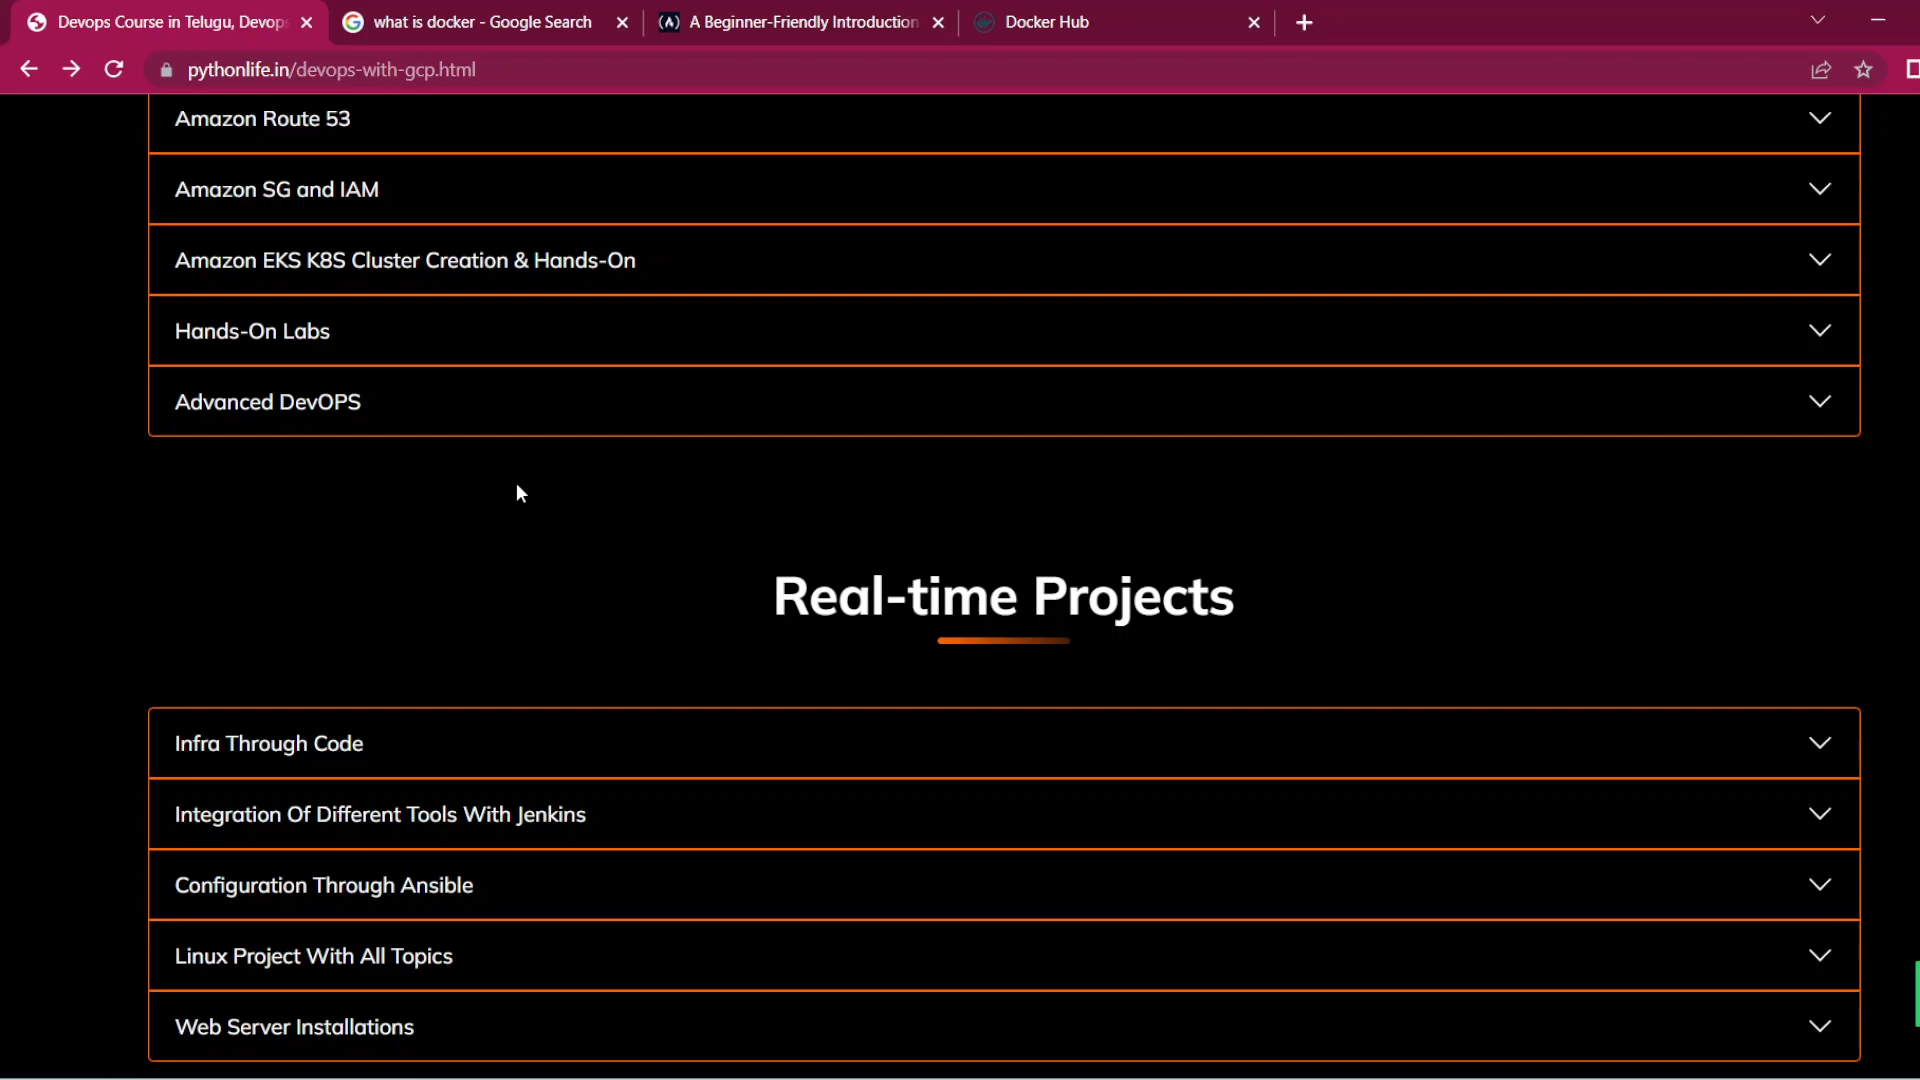 Devops Course in Telugu, Devops
what is docker - Google Search
A Beginner-Friendly Introduction
Docker Hub
pythonlife.in/devops-with-gcp.html
Amazon Route 53
Amazon SG and IAM
Amazon EKS K8S Cluster Creation & Hands-On
Hands-On Labs
Advanced DevOPS
Real-time Projects
Infra Through Code
Integration Of Different Tools With Jenkins
Configuration Through Ansible
Linux Project With All Topics
Web Server Installations